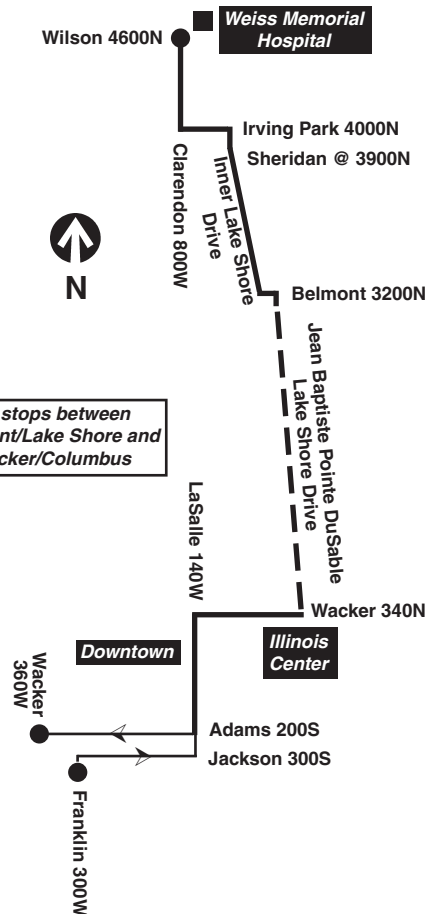 Weiss Memorial
Hospital
Wilson 4600N
Irving Park 4000N
Sheridan @ 3900N
Clarendon 800W
Inner Lake Shore
Drive
N
Belmont 3200N
Jean Baptiste Pointe DuSable
Lake Shore Drive
stops between
nt/Lake Shore and
cker/Columbus
LaSalle 140W
Wacker 340N
Downtown
Illinois
Center
Wacker
360W
Adams 200S
Jackson 300S
Franklin 300W